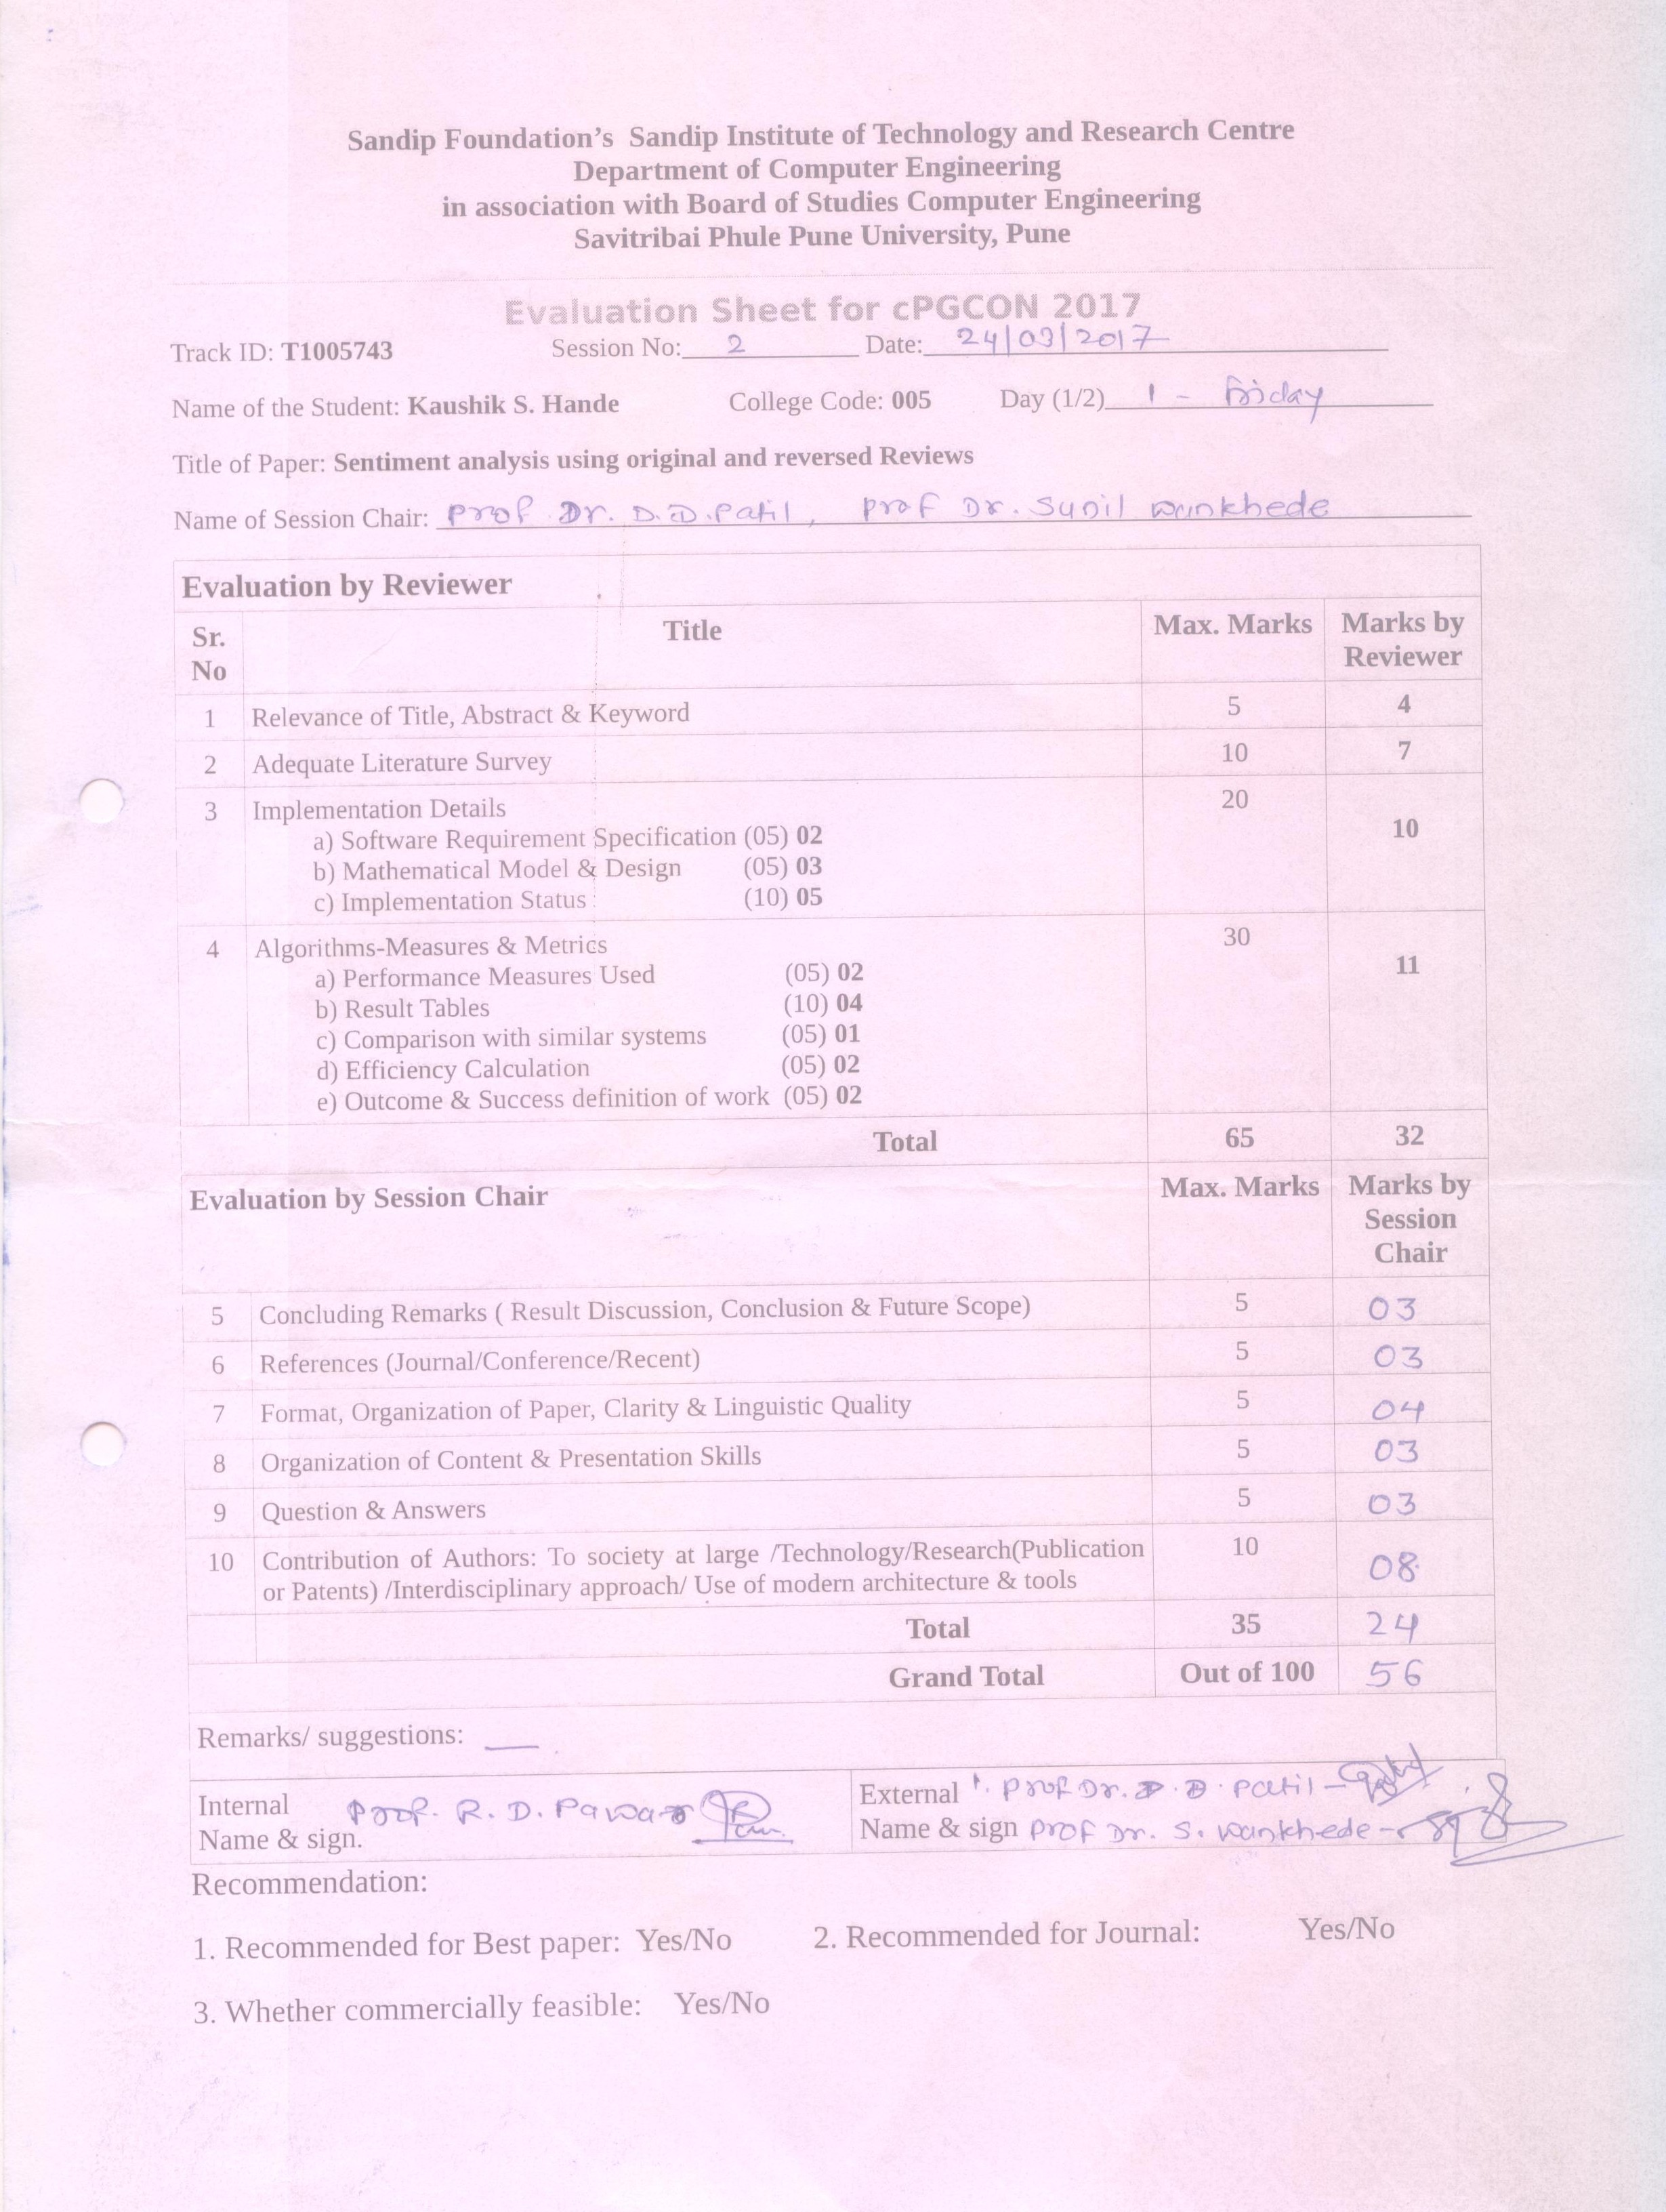 Sandip Foundation's Sandip Institute of Technology and Research Centre
Department of Computer Engineering
in association with Board of Studies Computer Engineering
Savitribai Phule Pune University, Pune
Evaluation Sheet for cPGCON 2017
Track ID: T1005743 Session No: 2 Date: 24/03/2017
Name of the Student: Kaushik S. Hande College Code: 005 Day (1/2) 1 - Friday
Title of Paper: Sentiment analysis using original and reversed Reviews
Name of Session Chair: Prof. Dr. D.D. Patil, Prof Dr. Sunil Wankhede
Evaluation by Reviewer
Sr. No Title Max. Marks Marks by Reviewer
1 Relevance of Title, Abstract & Keyword 5 4
2 Adequate Literature Survey 10 7
3 Implementation Details 20 10
a) Software Requirement Specification (05) 02
b) Mathematical Model & Design (05) 03
c) Implementation Status (10) 05
4 Algorithms-Measures & Metrics 30 11
a) Performance Measures Used (05) 02
b) Result Tables (10) 04
c) Comparison with similar systems (05) 01
d) Efficiency Calculation (05) 02
e) Outcome & Success definition of work (05) 02
Total 65 32
Evaluation by Session Chair Max. Marks Marks by Session Chair
5 Concluding Remarks ( Result Discussion, Conclusion & Future Scope) 5 03
6 References (Journal/Conference/Recent) 5 03
7 Format, Organization of Paper, Clarity & Linguistic Quality 5 04
8 Organization of Content & Presentation Skills 5 03
9 Question & Answers 5 03
10 Contribution of Authors: To society at large /Technology/Research(Publication 10 08
or Patents) /Interdisciplinary approach/ Use of modern architecture & tools
Total 35 24
Grand Total Out of 100 56
Remarks/ suggestions:
Internal Prof. R. D. Pawar
Name & sign.
External 1. Prof Dr. D. D. Patil -
Name & sign Prof Dr. S. Wankhede -
Recommendation:
1. Recommended for Best paper: Yes/No 2. Recommended for Journal: Yes/No
3. Whether commercially feasible: Yes/No